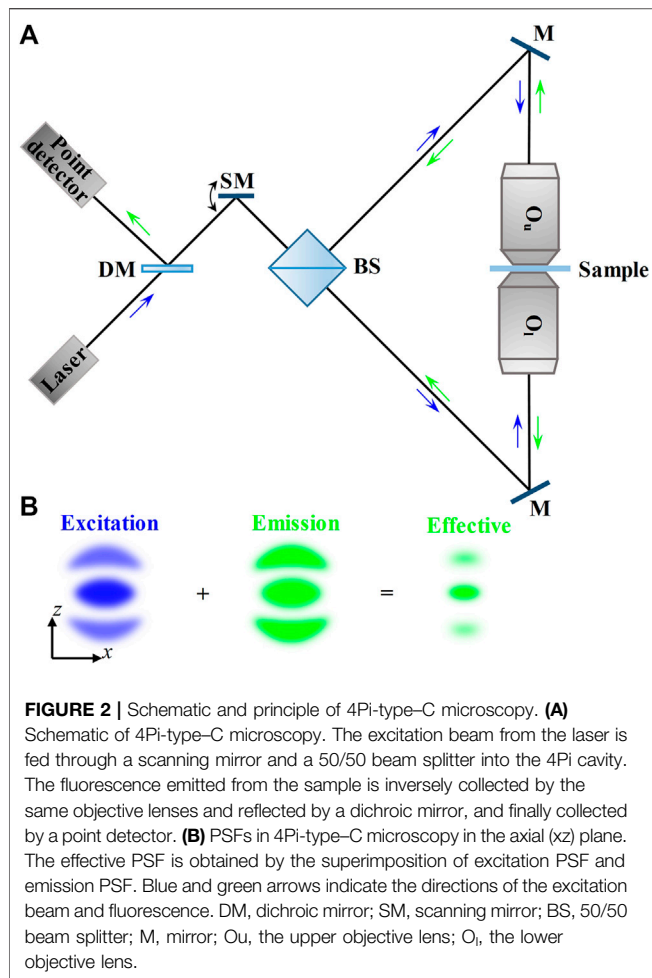 A
M
Point
detector
SM
DM
BS
Ou
Sample
Ol
Laser
M
B
Excitation
Emission
Effective
+
=
z
x
FIGURE 2 | Schematic and principle of 4Pi-type–C microscopy. (A)
Schematic of 4Pi-type–C microscopy. The excitation beam from the laser is
fed through a scanning mirror and a 50/50 beam splitter into the 4Pi cavity.
The fluorescence emitted from the sample is inversely collected by the
same objective lenses and reflected by a dichroic mirror, and finally collected
by a point detector. (B) PSFs in 4Pi-type–C microscopy in the axial (xz) plane.
The effective PSF is obtained by the superimposition of excitation PSF and
emission PSF. Blue and green arrows indicate the directions of the excitation
beam and fluorescence. DM, dichroic mirror; SM, scanning mirror; BS, 50/50
beam splitter; M, mirror; Ou, the upper objective lens; Ol, the lower
objective lens.